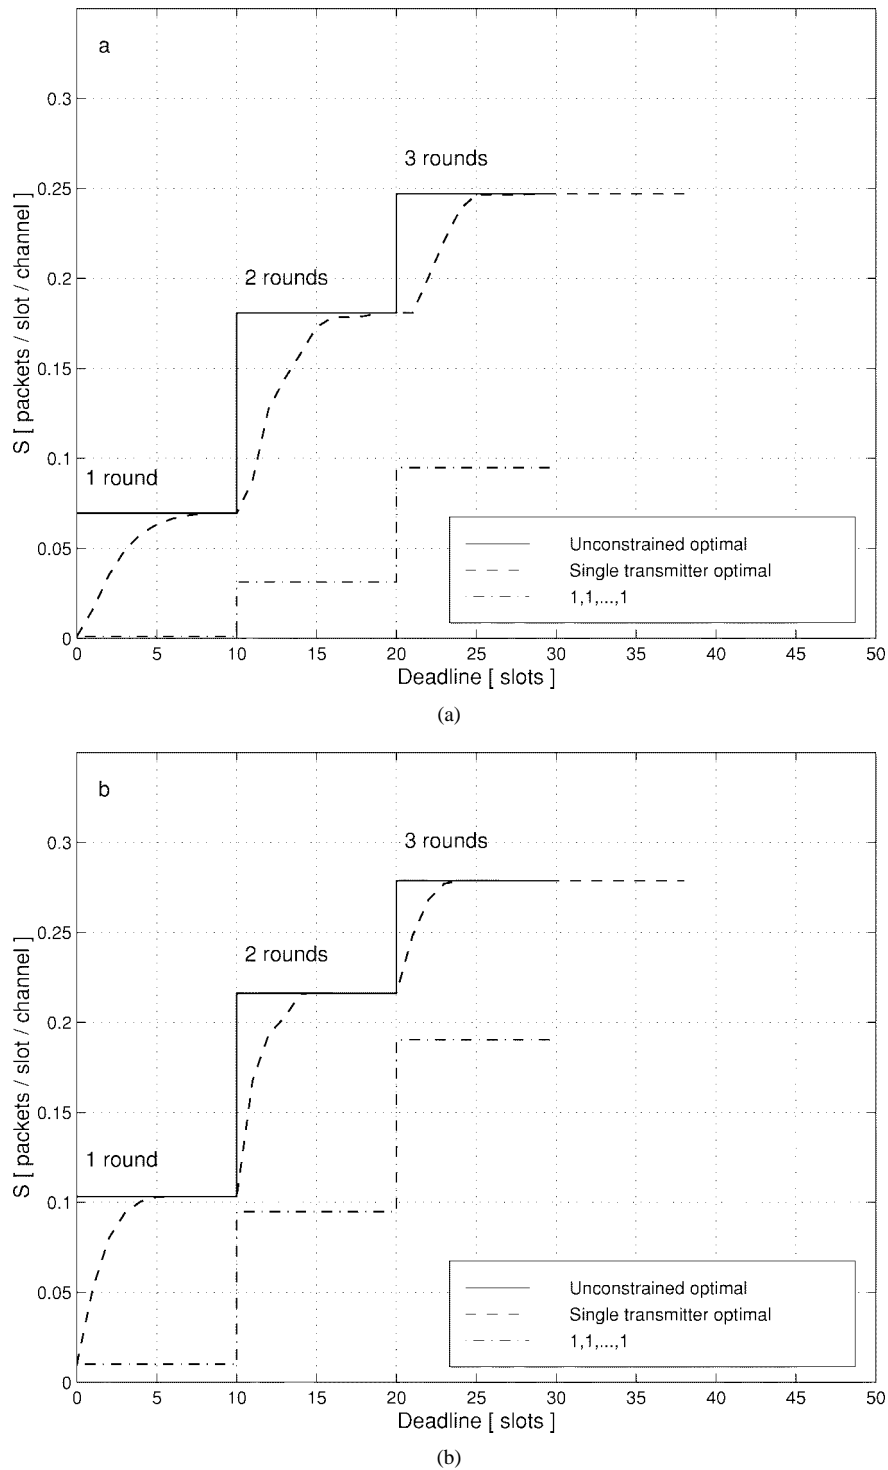 a
0.3
3 rounds
0.25
2 rounds
0.2
0.15
0.1
1 round
0.05
0
S [ packets / slot / channel ]
Unconstrained optimal
Single transmitter optimal
1,1,...,1
0 5 10 15 20 25 30 35 40 45 50
Deadline [ slots ]
(a)
b
0.3
3 rounds
0.25
2 rounds
0.2
0.15
1 round
0.1
0.05
0
S [ packets / slot / channel ]
Unconstrained optimal
Single transmitter optimal
1,1,...,1
0 5 10 15 20 25 30 35 40 45 50
Deadline [ slots ]
(b)